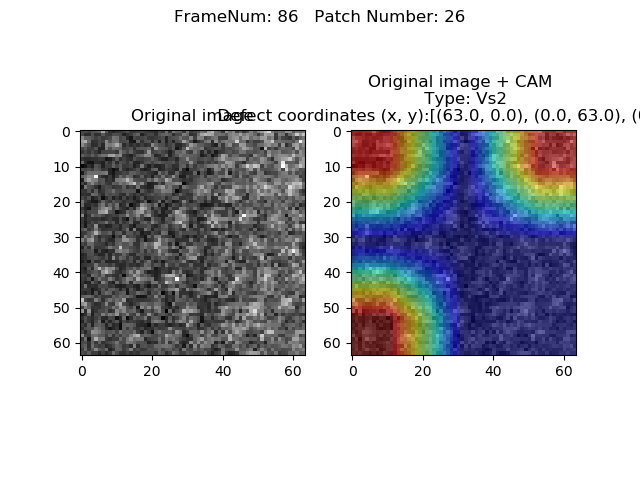 FrameNum: 86   Patch Number: 26
Original image + CAM
Type: Vs2
Original image
Defect coordinates (x, y):[(63.0, 0.0), (0.0, 63.0), (
0
10
20
30
40
50
60
0 20 40 60
0
10
20
30
40
50
60
0 20 40 60